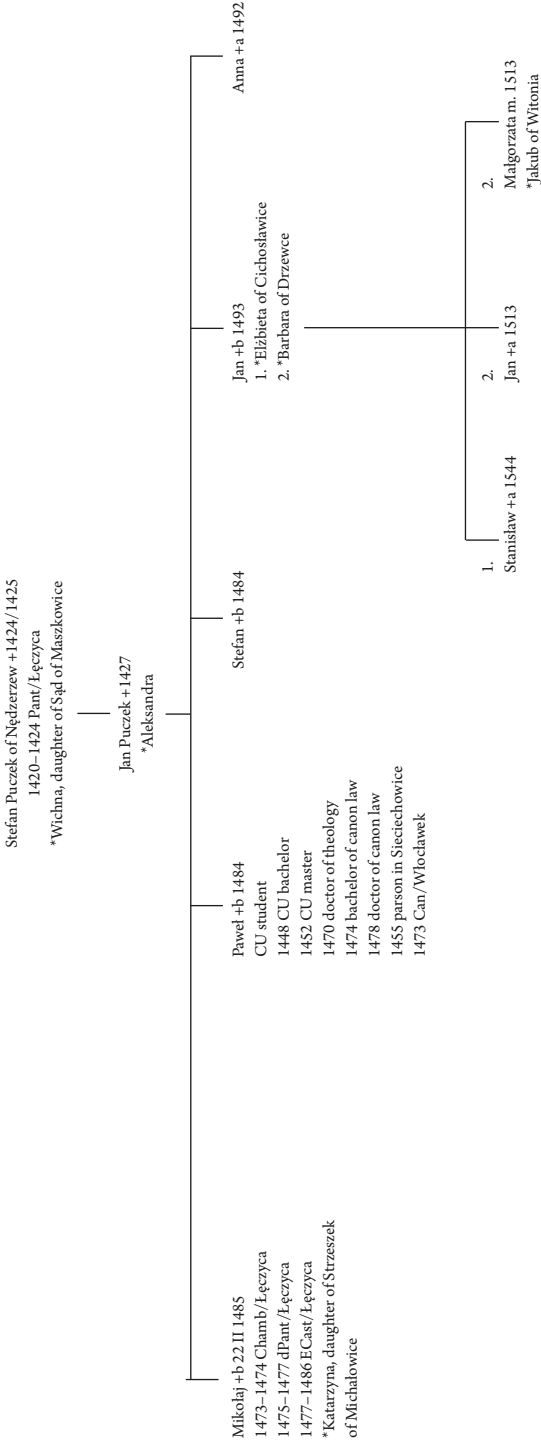 Stefan Puczek of Nędzerzew +1424/1425
1420–1424 Pant/Łęczyca
*Wichna, daughter of Sąd of Maszkowice
Jan Puczek +1427
*Aleksandra
Mikołaj +b 22 II 1485
1473–1474 Chamb/Łęczyca
1475–1477 dPant/Łęczyca
1477–1486 ECast/Łęczyca
*Katarzyna, daughter of Strzeszek
of Michałowice
Paweł +b 1484
CU student
1448 CU bachelor
1452 CU master
1470 doctor of theology
1474 bachelor of canon law
1478 doctor of canon law
1455 parson in Sieciechowice
1473 Can/Włocławek
Stefan +b 1484
Jan +b 1493
1. *Elżbieta of Cichosławice
2. *Barbara of Drzewce
Anna +a 1492
1.
Stanisław +a 1544
2.
Jan +a 1513
2.
Małgorzata m. 1513
*Jakub of Witonia